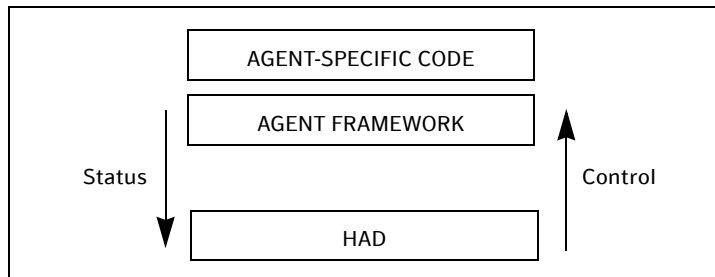 AGENT-SPECIFIC CODE
AGENT FRAMEWORK
Status
Control
HAD